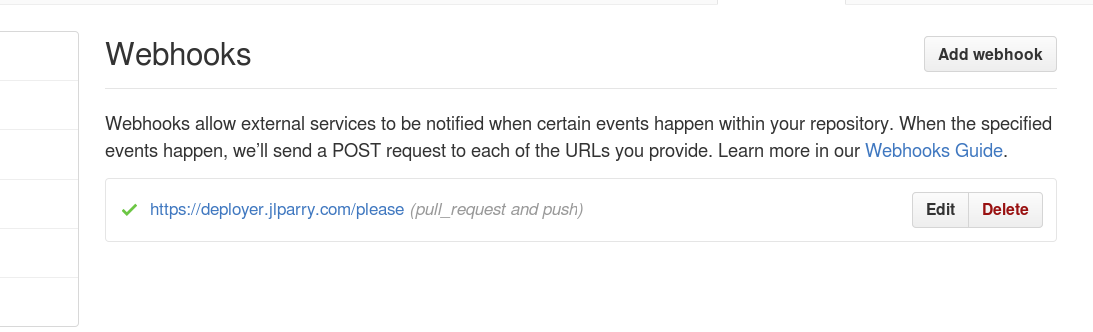 Webhooks
Add webhook
Webhooks allow external services to be notified when certain events happen within your repository. When the specified
events happen, we’ll send a POST request to each of the URLs you provide. Learn more in our Webhooks Guide.
https://deployer.jlparry.com/please (pull_request and push)
Edit
Delete